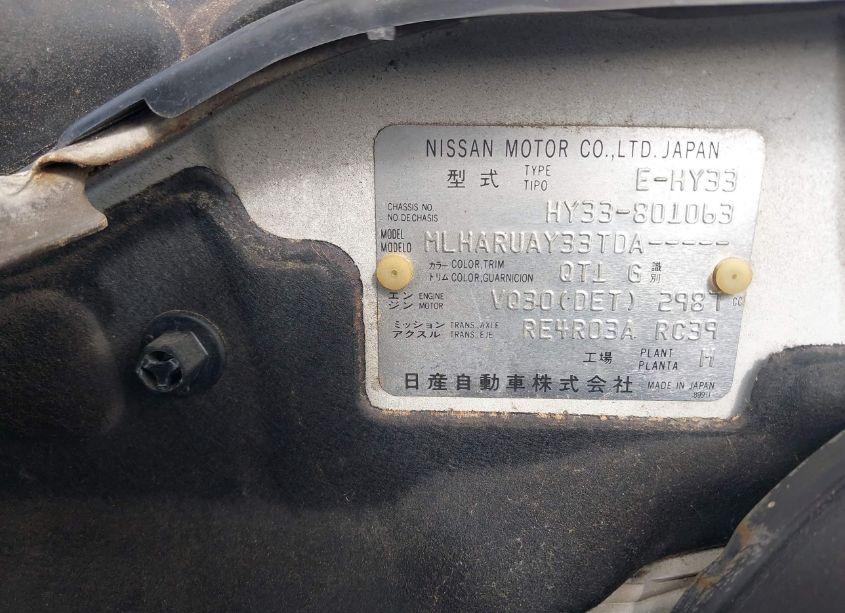 NISSAN MOTOR CO.,LTD. JAPAN
型式 TYPE TIPO E-HY33
CHASSIS NO. NO.DECHASIS HY33-801063
MODEL MODELO MLHARUAY33TDA-----
カラー COLOR,TRIM トリム COLOR,GUARNICION QT1 G 識別
エンジン ENGINE MOTOR VQ30(DET) 2987 CC
ミッション TRANS.AXLE アクスル TRANS.EJE RE4R03A RC39
工場 PLANT PLANTA
日産自動車株式会社 MADE IN JAPAN